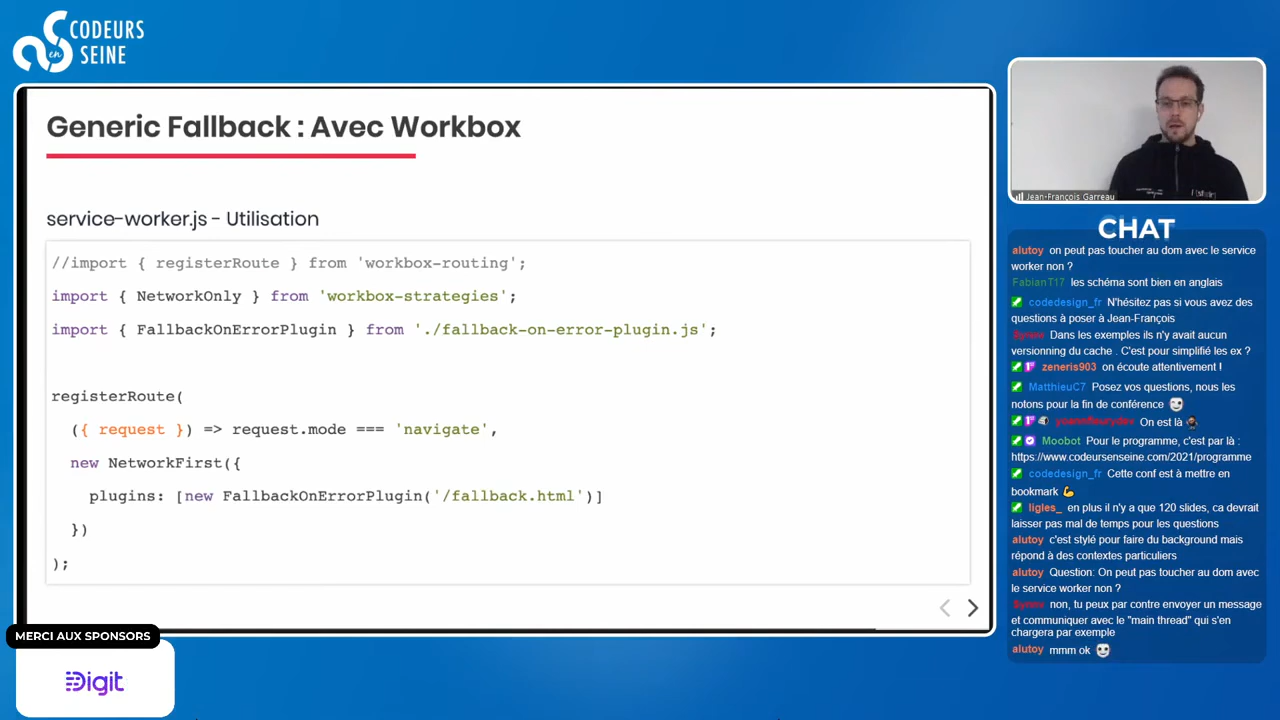 CODEURS
en
SEINE
Generic Fallback : Avec Workbox
service-worker.js - Utilisation
//import { registerRoute } from 'workbox-routing';
import { NetworkOnly } from 'workbox-strategies';
import { FallbackOnErrorPlugin } from './fallback-on-error-plugin.js';
registerRoute(
({ request }) => request.mode === 'navigate',
new NetworkFirst({
plugins: [new FallbackOnErrorPlugin('/fallback.html')]
})
);
MERCI AUX SPONSORS
Digit
Jean-François Garreau
CHAT
alutoy on peut pas toucher au dom avec le service
worker non ?
FabianT17 les schéma sont bien en anglais
codedesign_fr N'hésitez pas si vous avez des
questions à poser à Jean-François
Dans les exemples ils n'y avait aucun
versionning du cache . C'est pour simplifié les ex ?
zeneris903 on écoute attentivement !
MatthieuC7 Posez vos questions, nous les
notons pour la fin de conférence
yoannfleurydev On est là
Moobot Pour le programme, c'est par là :
https://www.codeursenseine.com/2021/programme
codedesign_fr Cette conf est à mettre en
bookmark
ligles_ en plus il n'y a que 120 slides, ca devrait
laisser pas mal de temps pour les questions
alutoy c'est stylé pour faire du background mais
répond à des contextes particuliers
alutoy Question: On peut pas toucher au dom avec
le service worker non ?
non, tu peux par contre envoyer un message
et communiquer avec le "main thread" qui s'en
chargera par exemple
alutoy mmm ok